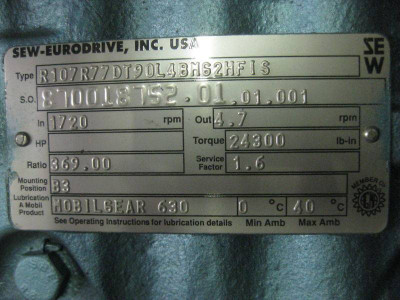 SEW-EURODRIVE, INC. USA
SEW
Type R107R77DT90L4BMS2HFIS
S.O. 870018752.01.01.001
In 1720 rpm Out 4.7 rpm
HP Torque 24300 lb-in
Ratio 369.00 Service Factor 1.6
Mounting Position B3
Lubrication A Mobil Product MOBILGEAR 630 0 °C 40 °C
See Operating Instructions for lubrication details Min Amb Max Amb